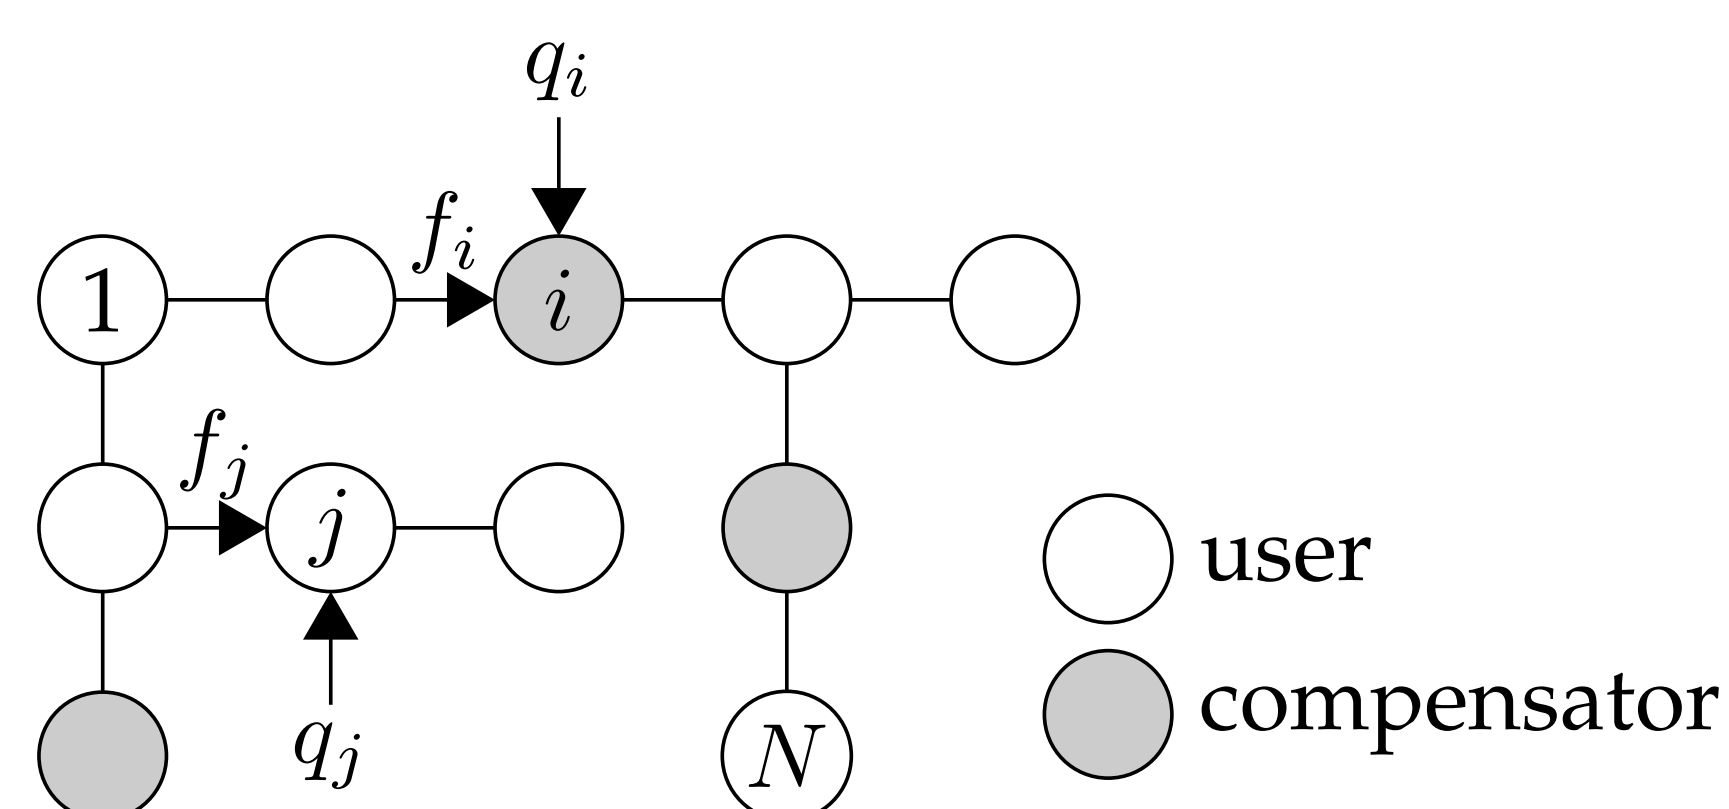 q_i
f_i
1
i
f_j
j
user
compensator
q_j
N